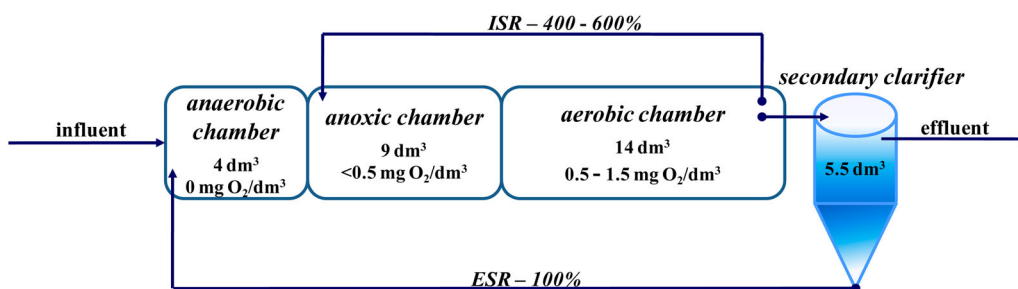 ISR – 400 - 600%
secondary clarifier
influent
anaerobic
chamber
4 dm³
0 mg O₂/dm³
anoxic chamber
9 dm³
<0.5 mg O₂/dm³
aerobic chamber
14 dm³
0.5 – 1.5 mg O₂/dm³
5.5 dm³
effluent
ESR – 100%